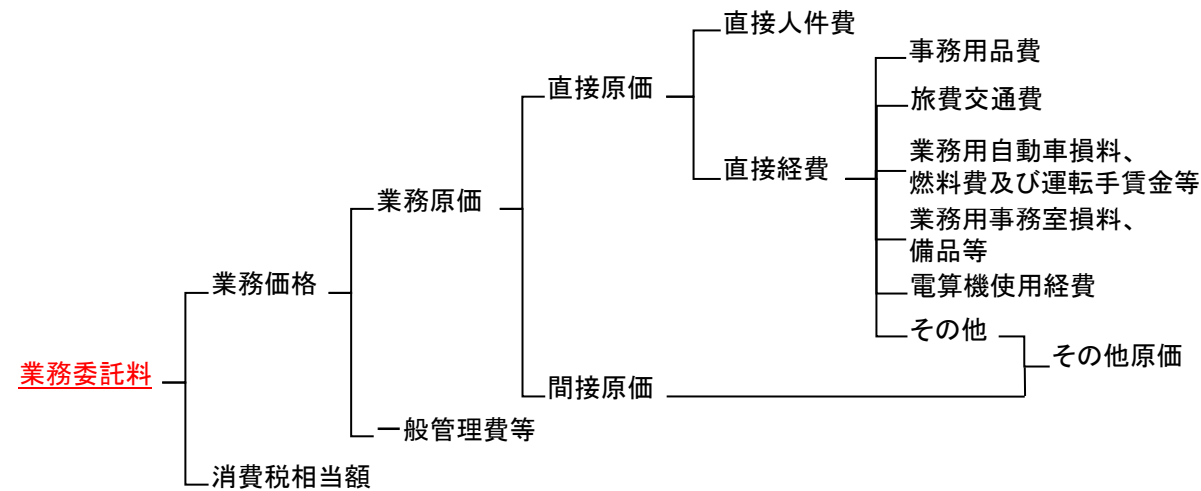 直接人件費
事務用品費
直接原価
旅費交通費
業務用自動車損料、
燃料費及び運転手賃金等
直接経費
業務原価
業務用事務室損料、
備品等
業務価格
電算機使用経費
その他
その他原価
業務委託料
間接原価
一般管理費等
消費税相当額